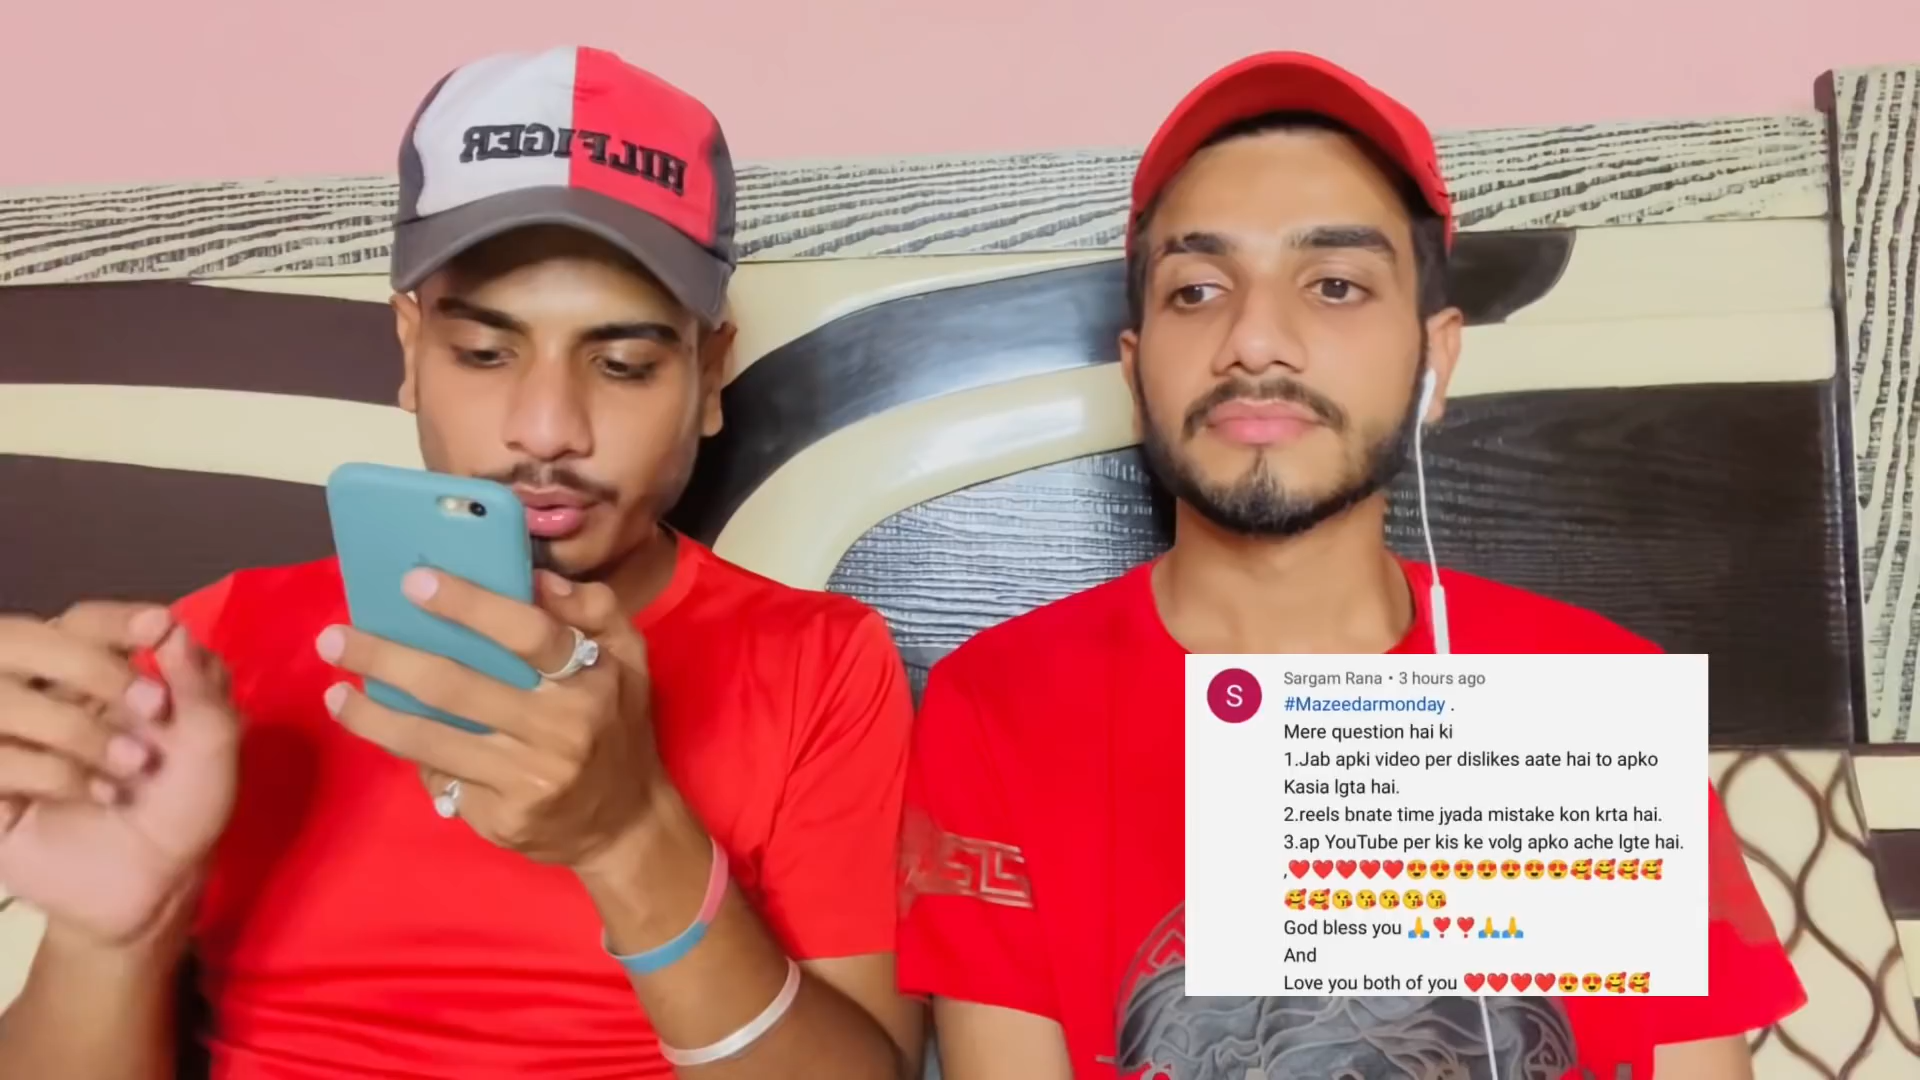 HILFIGER
Sargam Rana • 3 hours ago
S
#Mazeedarmonday .
Mere question hai ki
1.Jab apki video per dislikes aate hai to apko
Kasia lgta hai.
2.reels bnate time jyada mistake kon krta hai.
3.ap YouTube per kis ke volg apko ache lgte hai.
,❤️❤️❤️❤️❤️😍😍😍😍😍😍😍🥰🥰🥰🥰
🥰🥰😘😘😘😘😘
God bless you 🙏❣️❣️🙏🙏
And
Love you both of you ❤️❤️❤️❤️😍😍🥰🥰